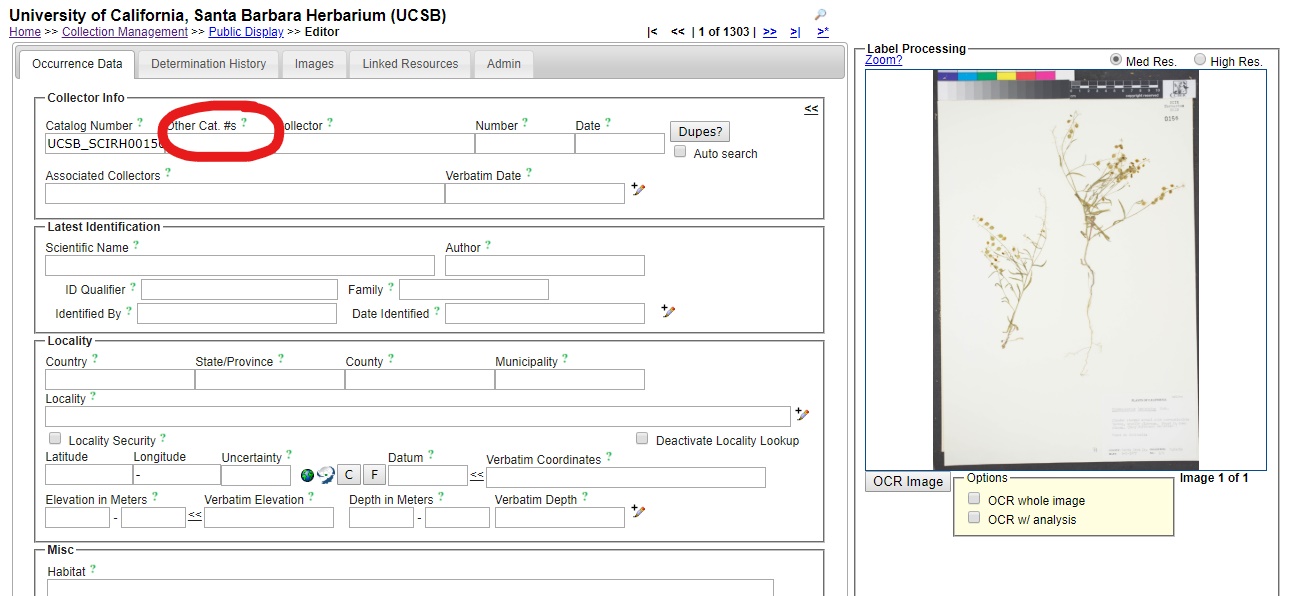 University of California, Santa Barbara Herbarium (UCSB)
Home >> Collection Management >> Public Display >> Editor
|< << | 1 of 1303 | >> >| >*
Occurrence Data Determination History Images Linked Resources Admin
Collector Info
<<
Catalog Number ? Other Cat. #s ? ollector ? Number ? Date ?
UCSB_SCIRH00156
Dupes?
Auto search
Associated Collectors ? Verbatim Date ?
Latest Identification
Scientific Name ? Author ?
ID Qualifier ? Family ?
Identified By ? Date Identified ?
Locality
Country ? State/Province ? County ? Municipality ?
Locality ?
Locality Security ? Deactivate Locality Lookup
Latitude Longitude Uncertainty ? Datum ? Verbatim Coordinates ?
- C F <<
Elevation in Meters ? Verbatim Elevation ? Depth in Meters ? Verbatim Depth ?
- << -
Misc
Habitat ?
Label Processing
Zoom? Med Res. High Res.
OCR Image
Options
OCR whole image
OCR w/ analysis
Image 1 of 1